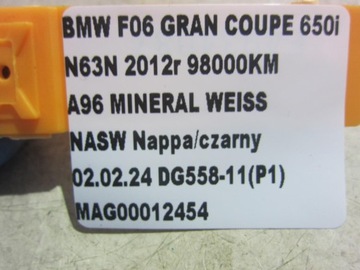 BMW F06 GRAN COUPE 650i
N63N 2012r 98000KM
A96 MINERAL WEISS
NASW Nappa/czarny
02.02.24 DG558-11(P1)
MAG00012454